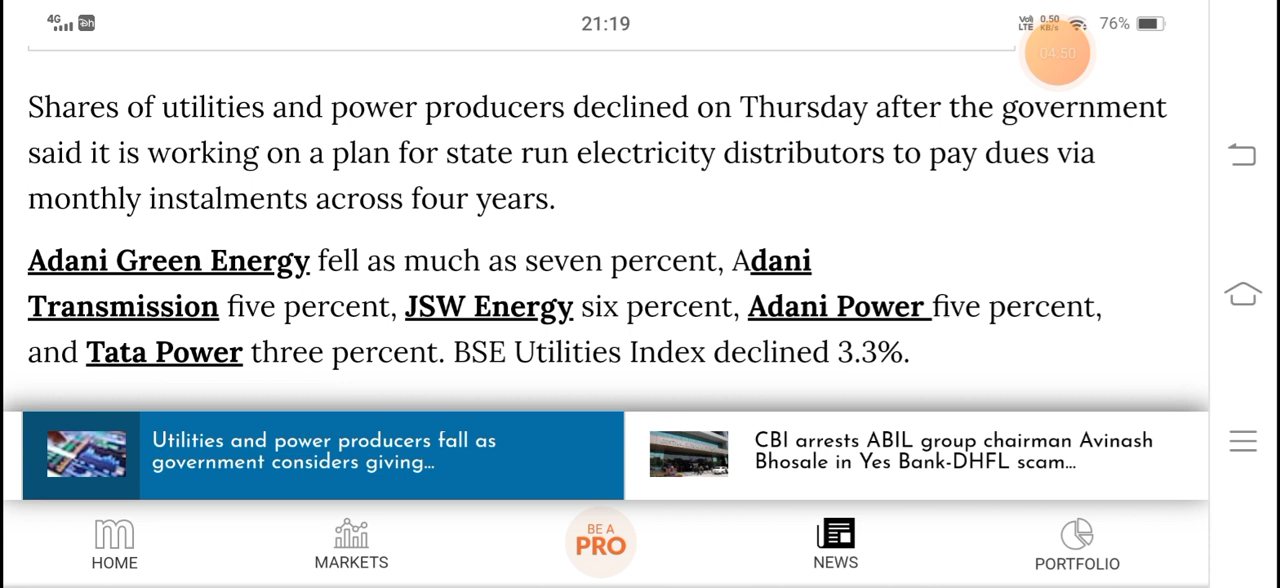 4G
21:19
Vo)) 0.50
LTE KB/s
76%
04:50
Shares of utilities and power producers declined on Thursday after the government
said it is working on a plan for state run electricity distributors to pay dues via
monthly instalments across four years.
Adani Green Energy fell as much as seven percent, Adani
Transmission five percent, JSW Energy six percent, Adani Power five percent,
and Tata Power three percent. BSE Utilities Index declined 3.3%.
Utilities and power producers fall as
government considers giving...
CBI arrests ABIL group chairman Avinash
Bhosale in Yes Bank-DHFL scam...
HOME
MARKETS
BE A
PRO
NEWS
PORTFOLIO